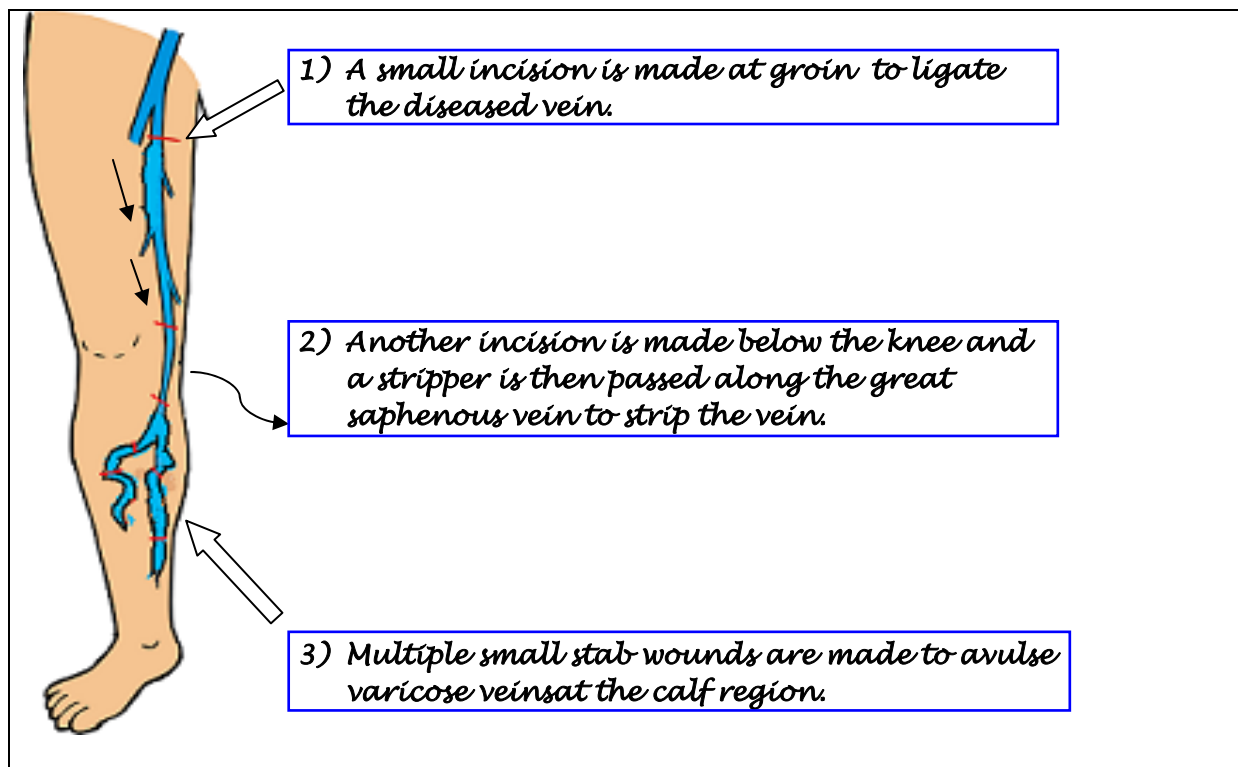 1) A small incision is made at groin to ligate
the diseased vein.
2) Another incision is made below the knee and
a stripper is then passed along the great
saphenous vein to strip the vein.
3) Multiple small stab wounds are made to avulse
varicose veinsat the calf region.